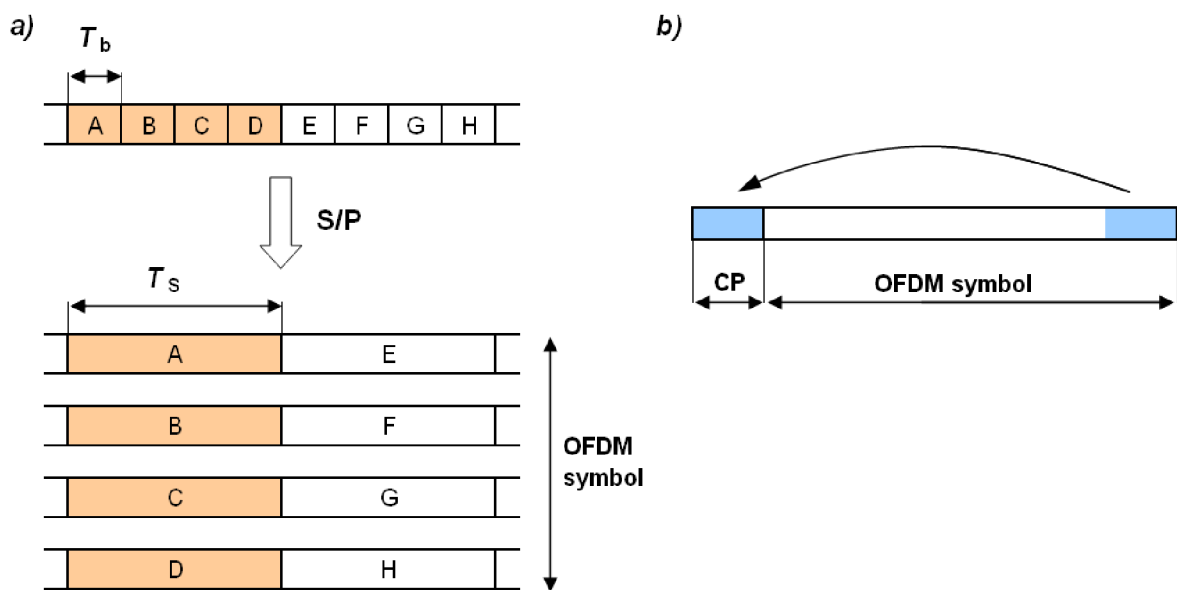 a)
T b
A B C D E F G H
S/P
T S
A E
B F
C G
D H
OFDM
symbol
b)
CP OFDM symbol